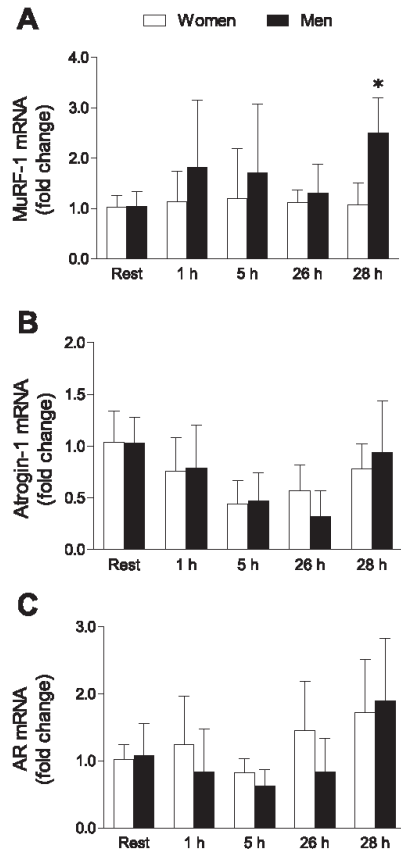 A
Women Men
MuRF-1 mRNA
(fold change)
4.0
3.0
2.0
1.0
0.0
*
Rest 1 h 5 h 26 h 28 h
B
Atrogin-1 mRNA
(fold change)
2.0
1.5
1.0
0.5
0.0
Rest 1 h 5 h 26 h 28 h
C
AR mRNA
(fold change)
3.0
2.0
1.0
0.0
Rest 1 h 5 h 26 h 28 h